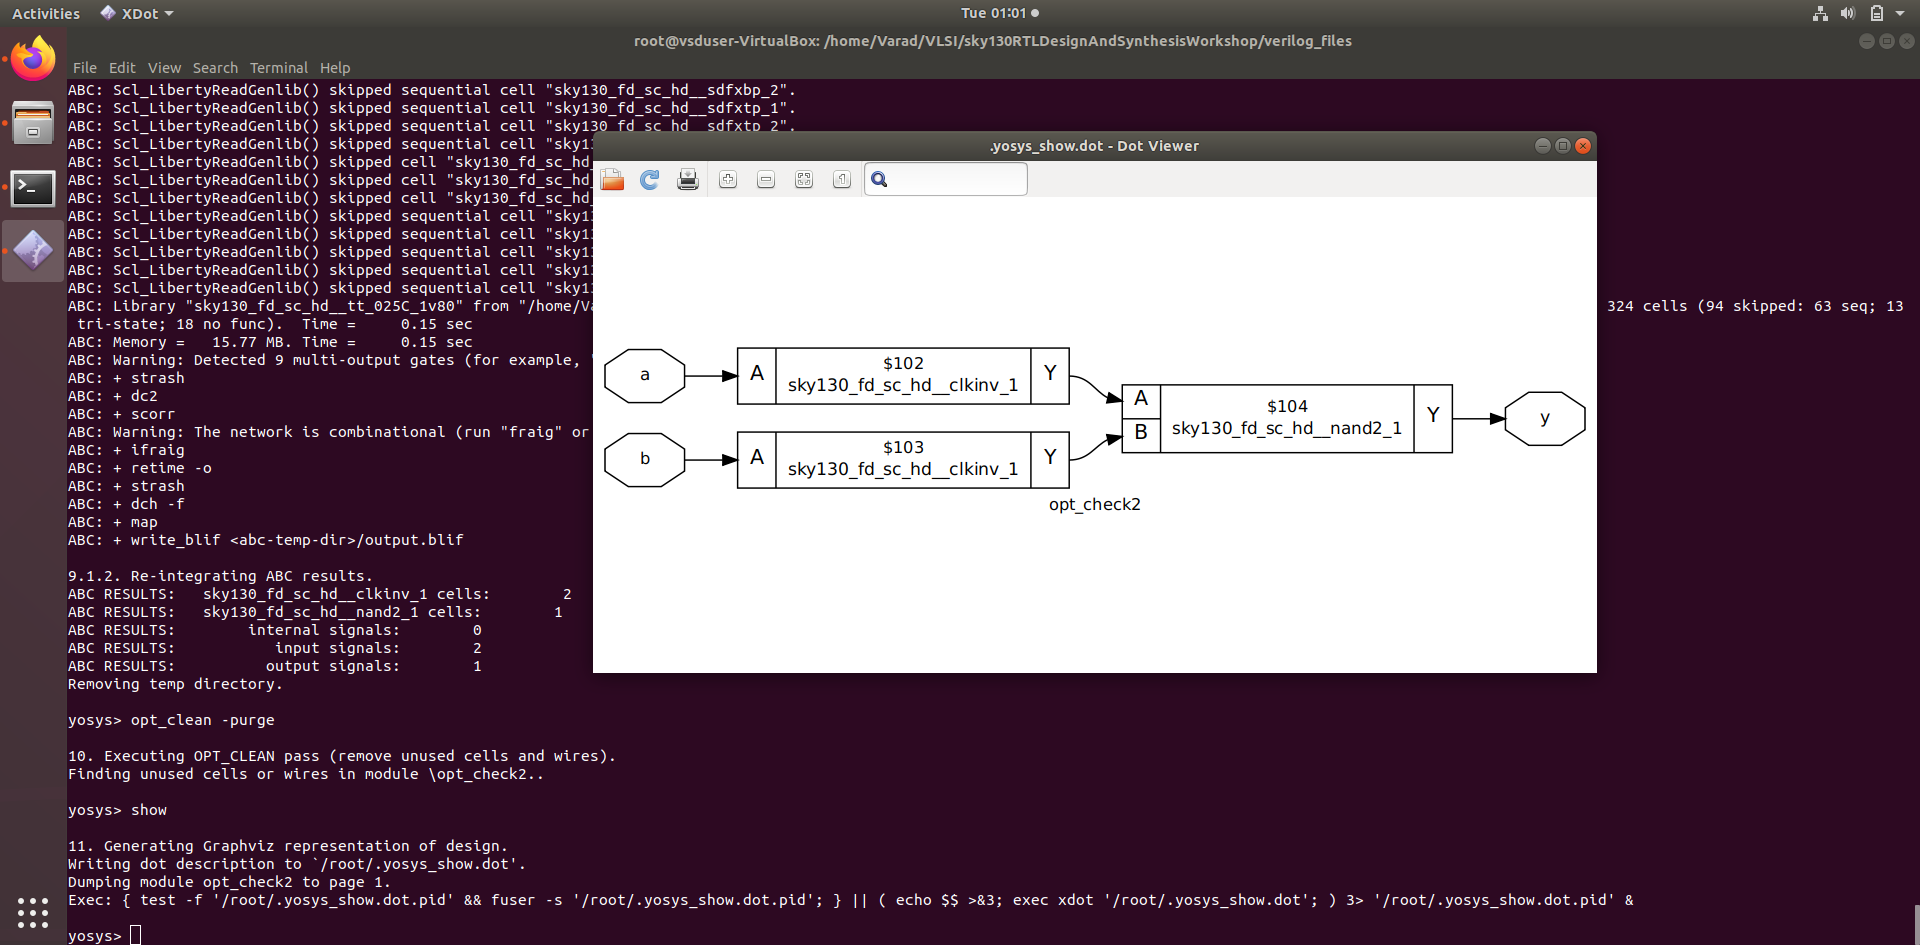 Activities XDot Tue 01:01
root@vsduser-VirtualBox: /home/Varad/VLSI/sky130RTLDesignAndSynthesisWorkshop/verilog_files
File Edit View Search Terminal Help
ABC: Scl_LibertyReadGenlib() skipped sequential cell "sky130_fd_sc_hd__sdfxbp_2".
ABC: Scl_LibertyReadGenlib() skipped sequential cell "sky130_fd_sc_hd__sdfxtp_1".
ABC: Scl_LibertyReadGenlib() skipped sequential cell "sky130_fd_sc_hd__sdfxtp_2".
ABC: Scl_LibertyReadGenlib() skipped sequential cell "sky1
ABC: Scl_LibertyReadGenlib() skipped cell "sky130_fd_sc_hd
ABC: Scl_LibertyReadGenlib() skipped cell "sky130_fd_sc_hd_
ABC: Scl_LibertyReadGenlib() skipped cell "sky130_fd_sc_hd_
ABC: Scl_LibertyReadGenlib() skipped sequential cell "sky1
ABC: Scl_LibertyReadGenlib() skipped sequential cell "sky1
ABC: Scl_LibertyReadGenlib() skipped sequential cell "sky1
ABC: Scl_LibertyReadGenlib() skipped sequential cell "sky1
ABC: Scl_LibertyReadGenlib() skipped sequential cell "sky1
ABC: Library "sky130_fd_sc_hd__tt_025C_1v80" from "/home/Va 324 cells (94 skipped: 63 seq; 13
tri-state; 18 no func). Time = 0.15 sec
ABC: Memory = 15.77 MB. Time = 0.15 sec
ABC: Warning: Detected 9 multi-output gates (for example, "
ABC: + strash
ABC: + dc2
ABC: + scorr
ABC: Warning: The network is combinational (run "fraig" or
ABC: + ifraig
ABC: + retime -o
ABC: + strash
ABC: + dch -f
ABC: + map
ABC: + write_blif <abc-temp-dir>/output.blif
9.1.2. Re-integrating ABC results.
ABC RESULTS: sky130_fd_sc_hd__clkinv_1 cells: 2
ABC RESULTS: sky130_fd_sc_hd__nand2_1 cells: 1
ABC RESULTS: internal signals: 0
ABC RESULTS: input signals: 2
ABC RESULTS: output signals: 1
Removing temp directory.
yosys> opt_clean -purge
10. Executing OPT_CLEAN pass (remove unused cells and wires).
Finding unused cells or wires in module \opt_check2..
yosys> show
11. Generating Graphviz representation of design.
Writing dot description to `/root/.yosys_show.dot'.
Dumping module opt_check2 to page 1.
Exec: { test -f '/root/.yosys_show.dot.pid' && fuser -s '/root/.yosys_show.dot.pid'; } || ( echo $$ >&3; exec xdot '/root/.yosys_show.dot'; ) 3> '/root/.yosys_show.dot.pid' &
yosys>
.yosys_show.dot - Dot Viewer
a
A
$102
sky130_fd_sc_hd__clkinv_1
Y
b
A
$103
sky130_fd_sc_hd__clkinv_1
Y
A
B
$104
sky130_fd_sc_hd__nand2_1
Y
y
opt_check2